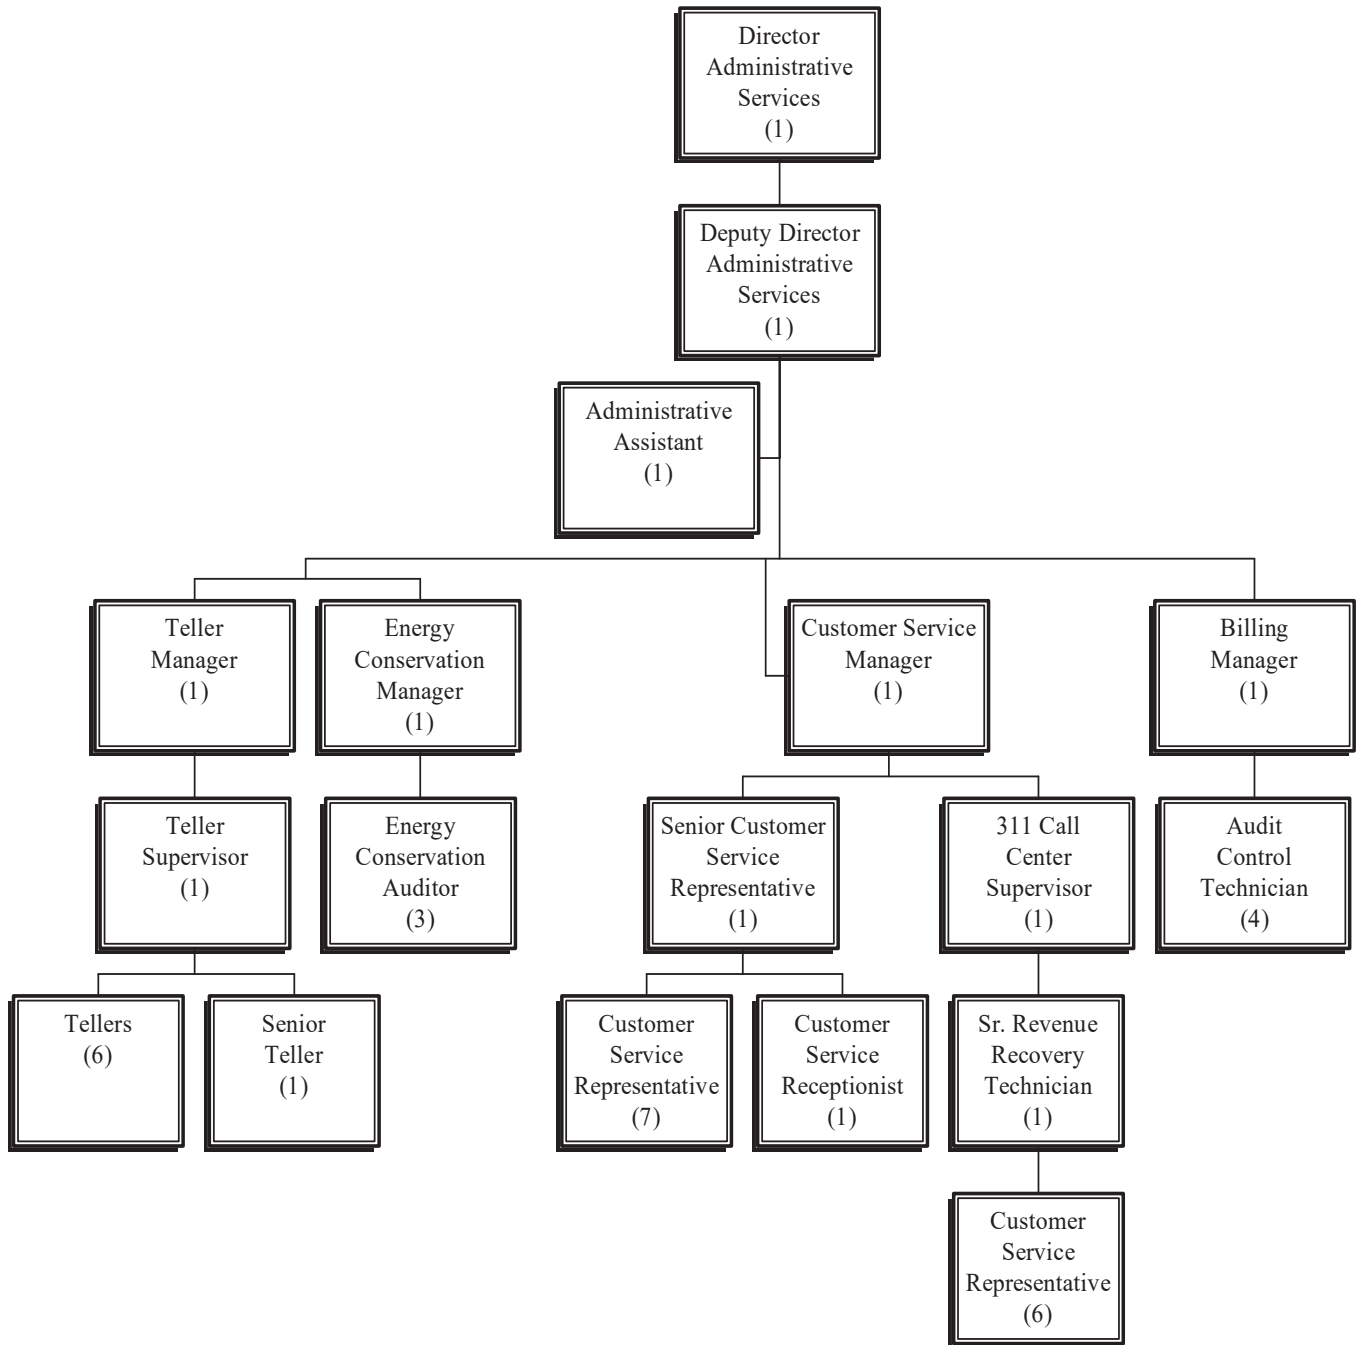 Director
Administrative
Services
(1)
Deputy Director
Administrative
Services
(1)
Administrative
Assistant
(1)
Teller
Manager
(1)
Energy
Conservation
Manager
(1)
Customer Service
Manager
(1)
Billing
Manager
(1)
Teller
Supervisor
(1)
Energy
Conservation
Auditor
(3)
Senior Customer
Service
Representative
(1)
311 Call
Center
Supervisor
(1)
Audit
Control
Technician
(4)
Tellers
(6)
Senior
Teller
(1)
Customer
Service
Representative
(7)
Customer
Service
Receptionist
(1)
Sr. Revenue
Recovery
Technician
(1)
Customer
Service
Representative
(6)